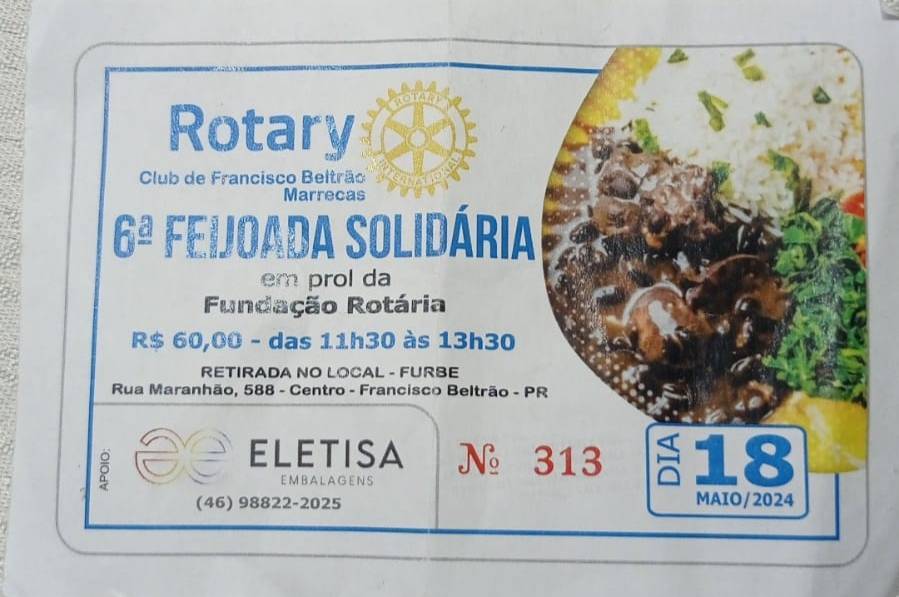 Rotary
ROTARY
INTERNATIONAL
Club de Francisco Beltrão
Marrecas
6ª FEIJOADA SOLIDÁRIA
em prol da
Fundação Rotária
R$ 60,00 - das 11h30 às 13h30
RETIRADA NO LOCAL - FURBE
Rua Maranhão, 588 - Centro - Francisco Beltrão - PR
APOIO:
ELETISA
EMBALAGENS
(46) 98822-2025
Nº 313
DIA 18
MAIO/2024